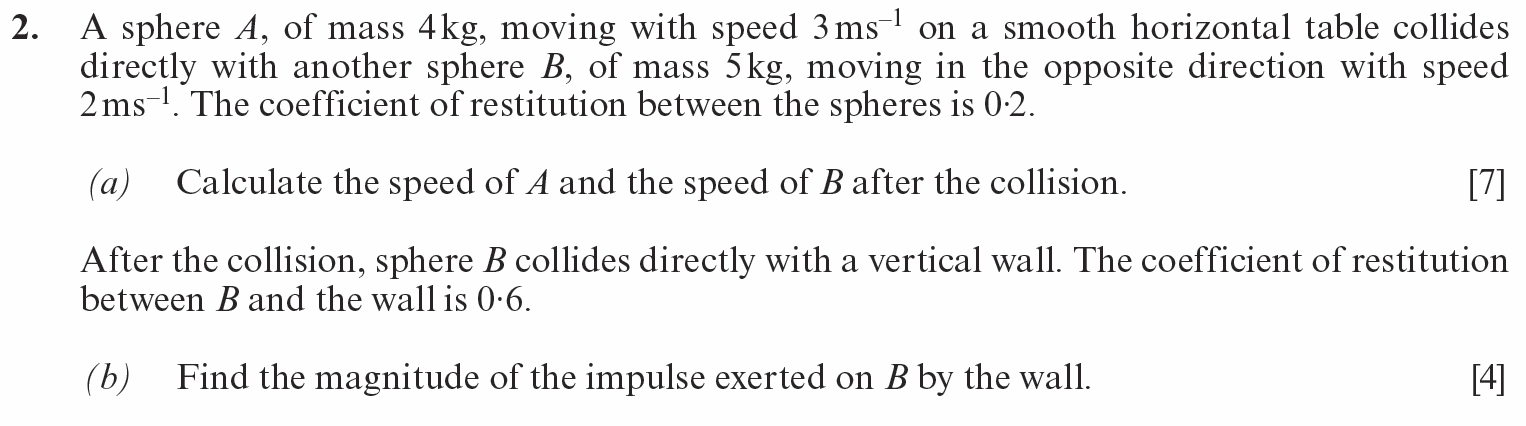 2. A sphere A, of mass 4 kg, moving with speed 3 ms⁻¹ on a smooth horizontal table collides
directly with another sphere B, of mass 5 kg, moving in the opposite direction with speed
2 ms⁻¹. The coefficient of restitution between the spheres is 0·2.
(a) Calculate the speed of A and the speed of B after the collision. [7]
After the collision, sphere B collides directly with a vertical wall. The coefficient of restitution
between B and the wall is 0·6.
(b) Find the magnitude of the impulse exerted on B by the wall. [4]